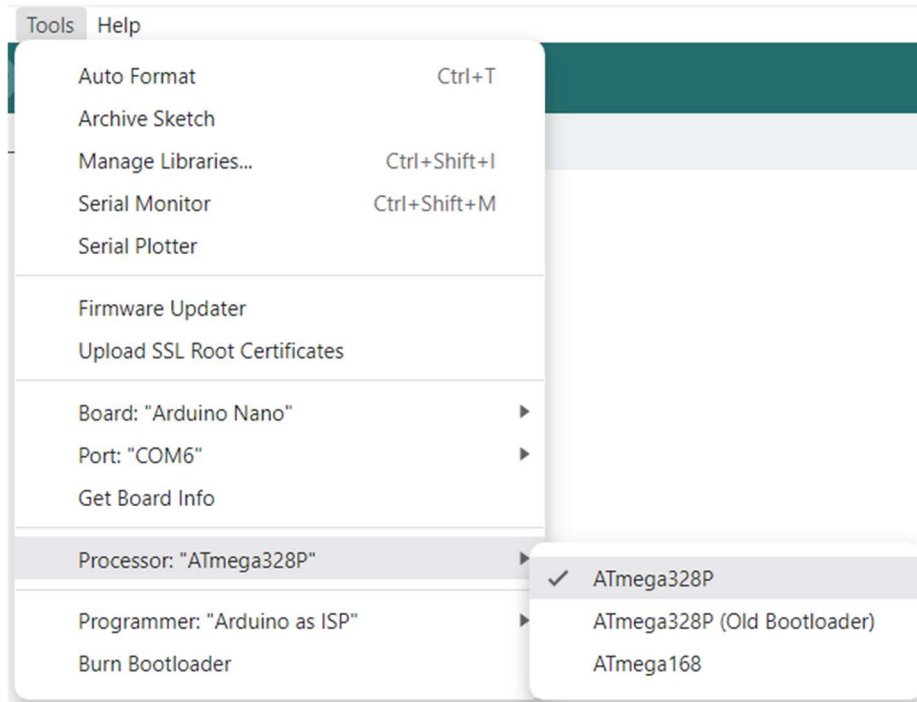 Tools Help
Auto Format Ctrl+T
Archive Sketch
Manage Libraries... Ctrl+Shift+I
Serial Monitor Ctrl+Shift+M
Serial Plotter
Firmware Updater
Upload SSL Root Certificates
Board: "Arduino Nano"
Port: "COM6"
Get Board Info
Processor: "ATmega328P"
ATmega328P
ATmega328P (Old Bootloader)
ATmega168
Programmer: "Arduino as ISP"
Burn Bootloader